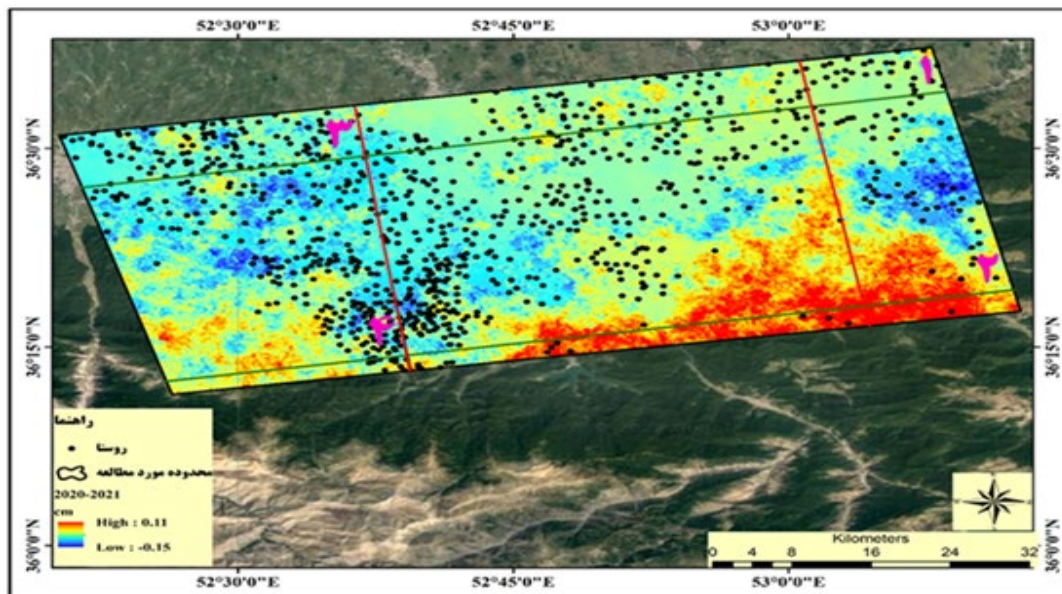 52°30'0"E 52°45'0"E 53°0'0"E
36°30'0"N 36°30'0"N
36°15'0"N 36°15'0"N
36°0'0"N 36°0'0"N
راهنما
روستا
محدوده مورد مطالعه
2020-2021
cm
High : 0.11
Low : -0.15
Kilometers
0 2 4 8 16 24 32
52°30'0"E 52°45'0"E 53°0'0"E